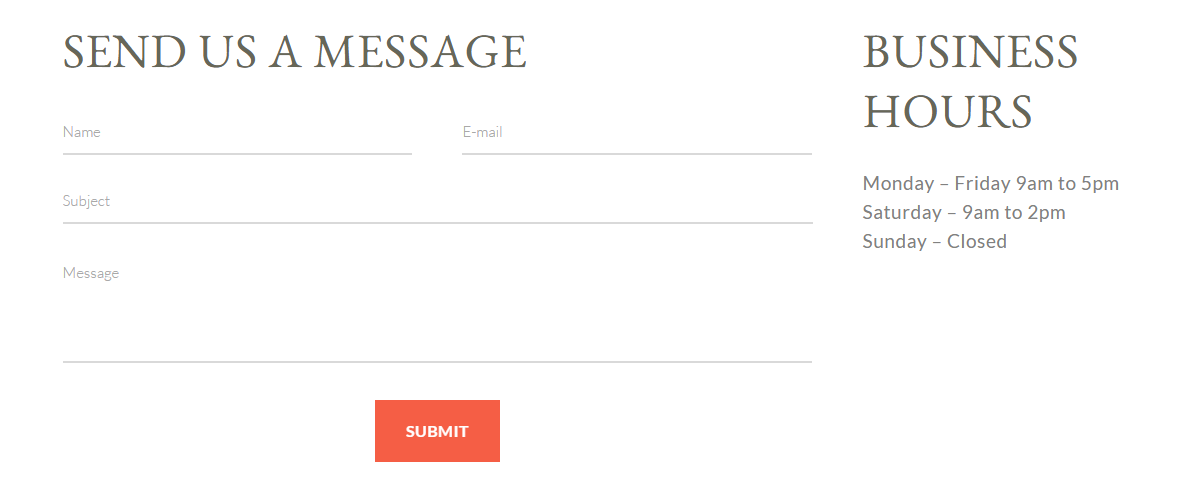 SEND US A MESSAGE
Name
E-mail
Subject
Message
SUBMIT
BUSINESS
HOURS
Monday – Friday 9am to 5pm
Saturday – 9am to 2pm
Sunday – Closed